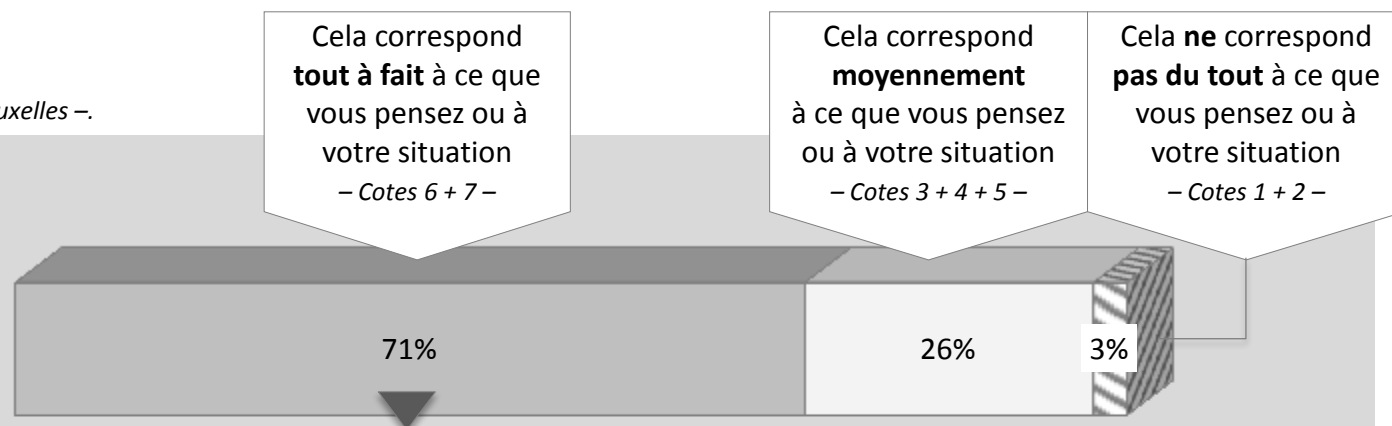 uxelles –.
Cela correspond
tout à fait à ce que
vous pensez ou à
votre situation
– Cotes 6 + 7 –
Cela correspond
moyennement
à ce que vous pensez
ou à votre situation
– Cotes 3 + 4 + 5 –
Cela ne correspond
pas du tout à ce que
vous pensez ou à
votre situation
– Cotes 1 + 2 –
71%
26%
3%